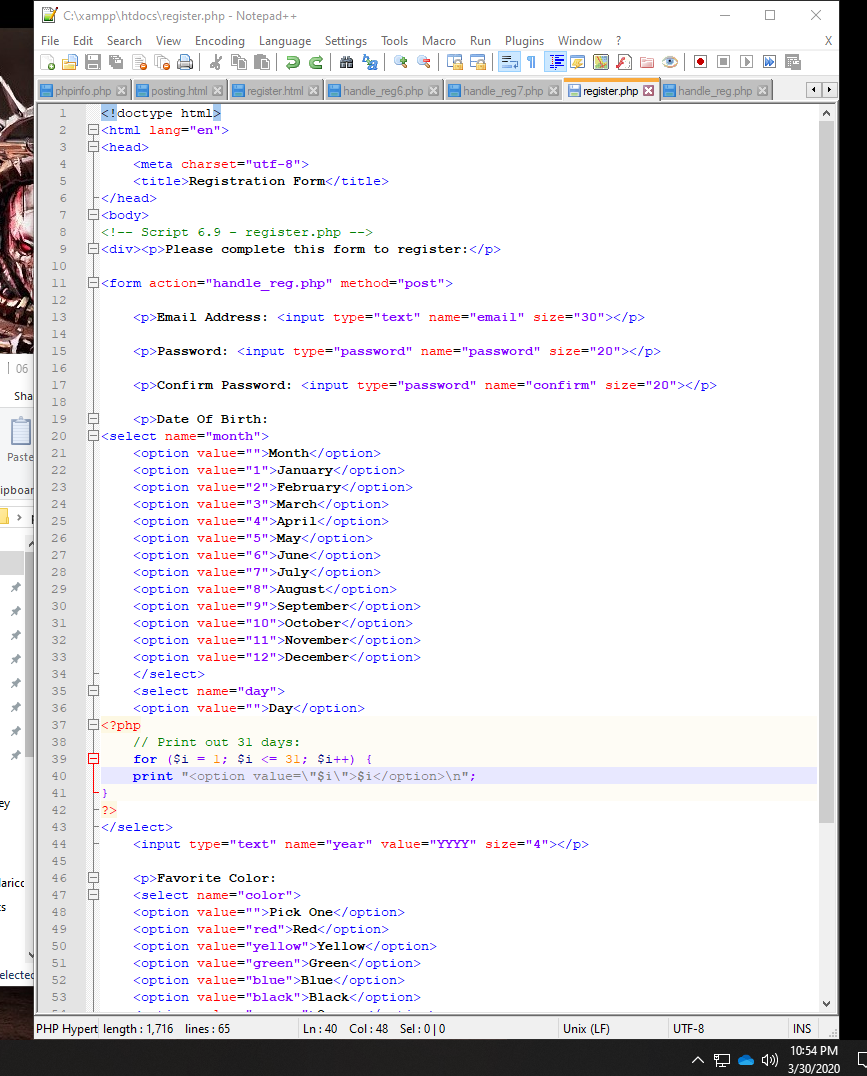 C:\xampp\htdocs\register.php - Notepad++
File Edit Search View Encoding Language Settings Tools Macro Run Plugins Window ? X
phpinfo.php posting.html register.html handle_reg6.php handle_reg7.php register.php handle_reg.php
1 <!doctype html>
2 <html lang="en">
3 <head>
4 <meta charset="utf-8">
5 <title>Registration Form</title>
6 </head>
7 <body>
8 <!-- Script 6.9 - register.php -->
9 <div><p>Please complete this form to register:</p>
10
11 <form action="handle_reg.php" method="post">
12
13 <p>Email Address: <input type="text" name="email" size="30"></p>
14
15 <p>Password: <input type="password" name="password" size="20"></p>
16
17 <p>Confirm Password: <input type="password" name="confirm" size="20"></p>
18
19 <p>Date Of Birth:
20 <select name="month">
21 <option value="">Month</option>
22 <option value="1">January</option>
23 <option value="2">February</option>
24 <option value="3">March</option>
25 <option value="4">April</option>
26 <option value="5">May</option>
27 <option value="6">June</option>
28 <option value="7">July</option>
29 <option value="8">August</option>
30 <option value="9">September</option>
31 <option value="10">October</option>
32 <option value="11">November</option>
33 <option value="12">December</option>
34 </select>
35 <select name="day">
36 <option value="">Day</option>
37 <?php
38 // Print out 31 days:
39 for ($i = 1; $i <= 31; $i++) {
40 print "<option value=\"$i\">$i</option>\n";
41 }
42 ?>
43 </select>
44 <input type="text" name="year" value="YYYY" size="4"></p>
45
46 <p>Favorite Color:
47 <select name="color">
48 <option value="">Pick One</option>
49 <option value="red">Red</option>
50 <option value="yellow">Yellow</option>
51 <option value="green">Green</option>
52 <option value="blue">Blue</option>
53 <option value="black">Black</option>
06
Sha
Paste
lipboar
ey
laricc
ts
elected
PHP Hypert length : 1,716 lines : 65 Ln : 40 Col : 48 Sel : 0 | 0 Unix (LF) UTF-8 INS
10:54 PM
3/30/2020